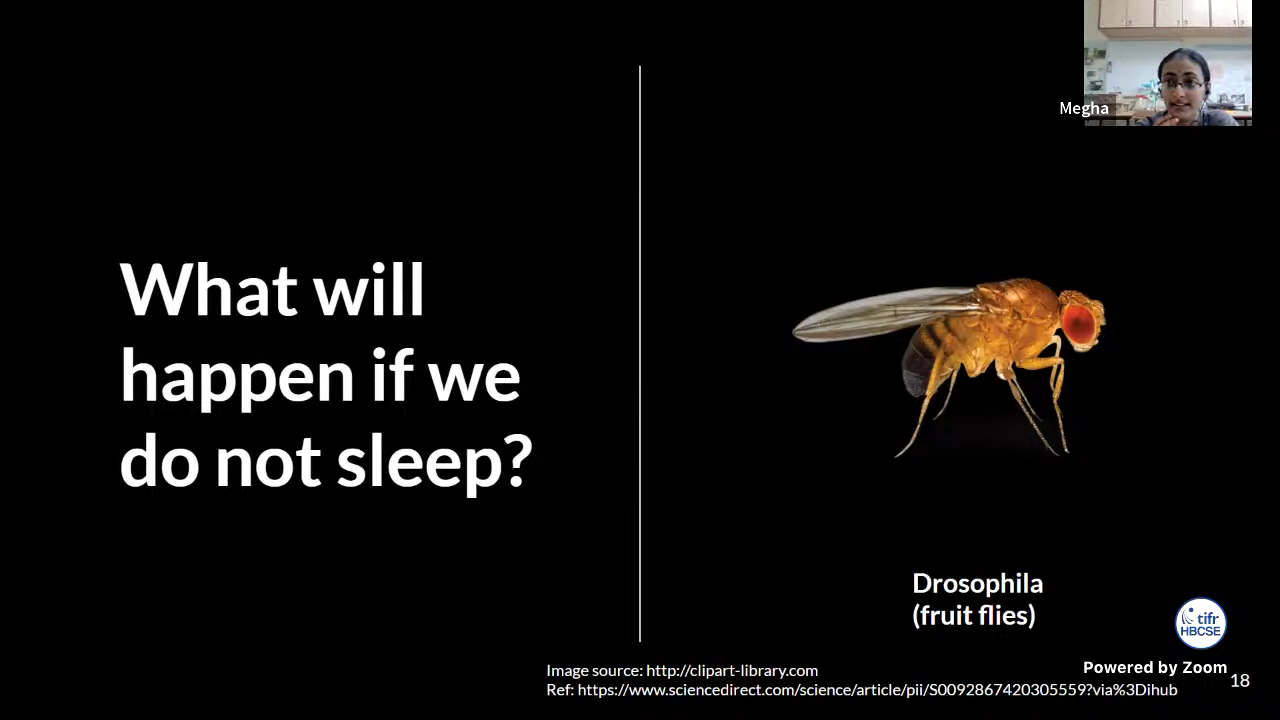 Megha
What will
happen if we
do not sleep?
Drosophila
(fruit flies)
tifr
HBCSE
Image source: http://clipart-library.com
Ref: https://www.sciencedirect.com/science/article/pii/S0092867420305559?via%3Dihub
Powered by Zoom
18